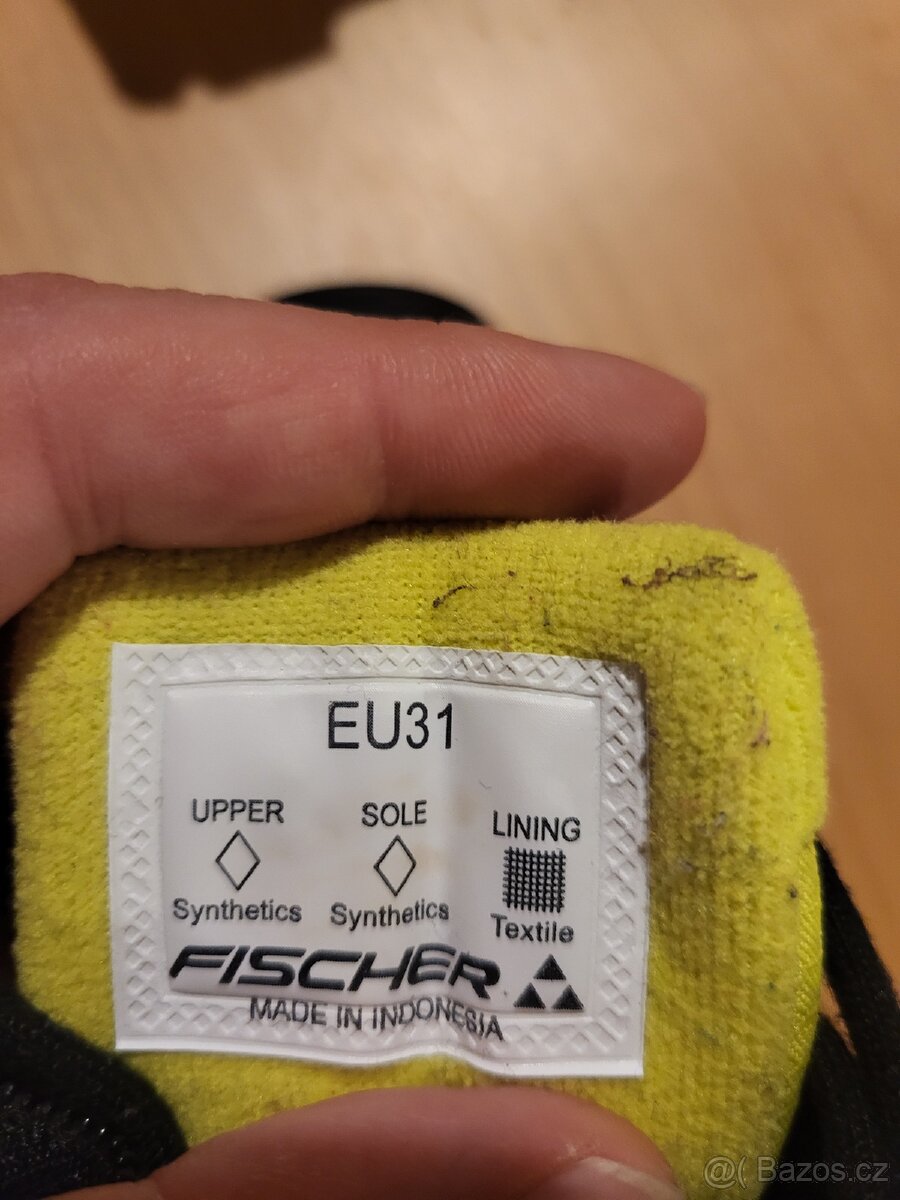 EU31
UPPER SOLE LINING
Synthetics Synthetics Textile
FISCHER
MADE IN INDONESIA
@( Bazos.cz